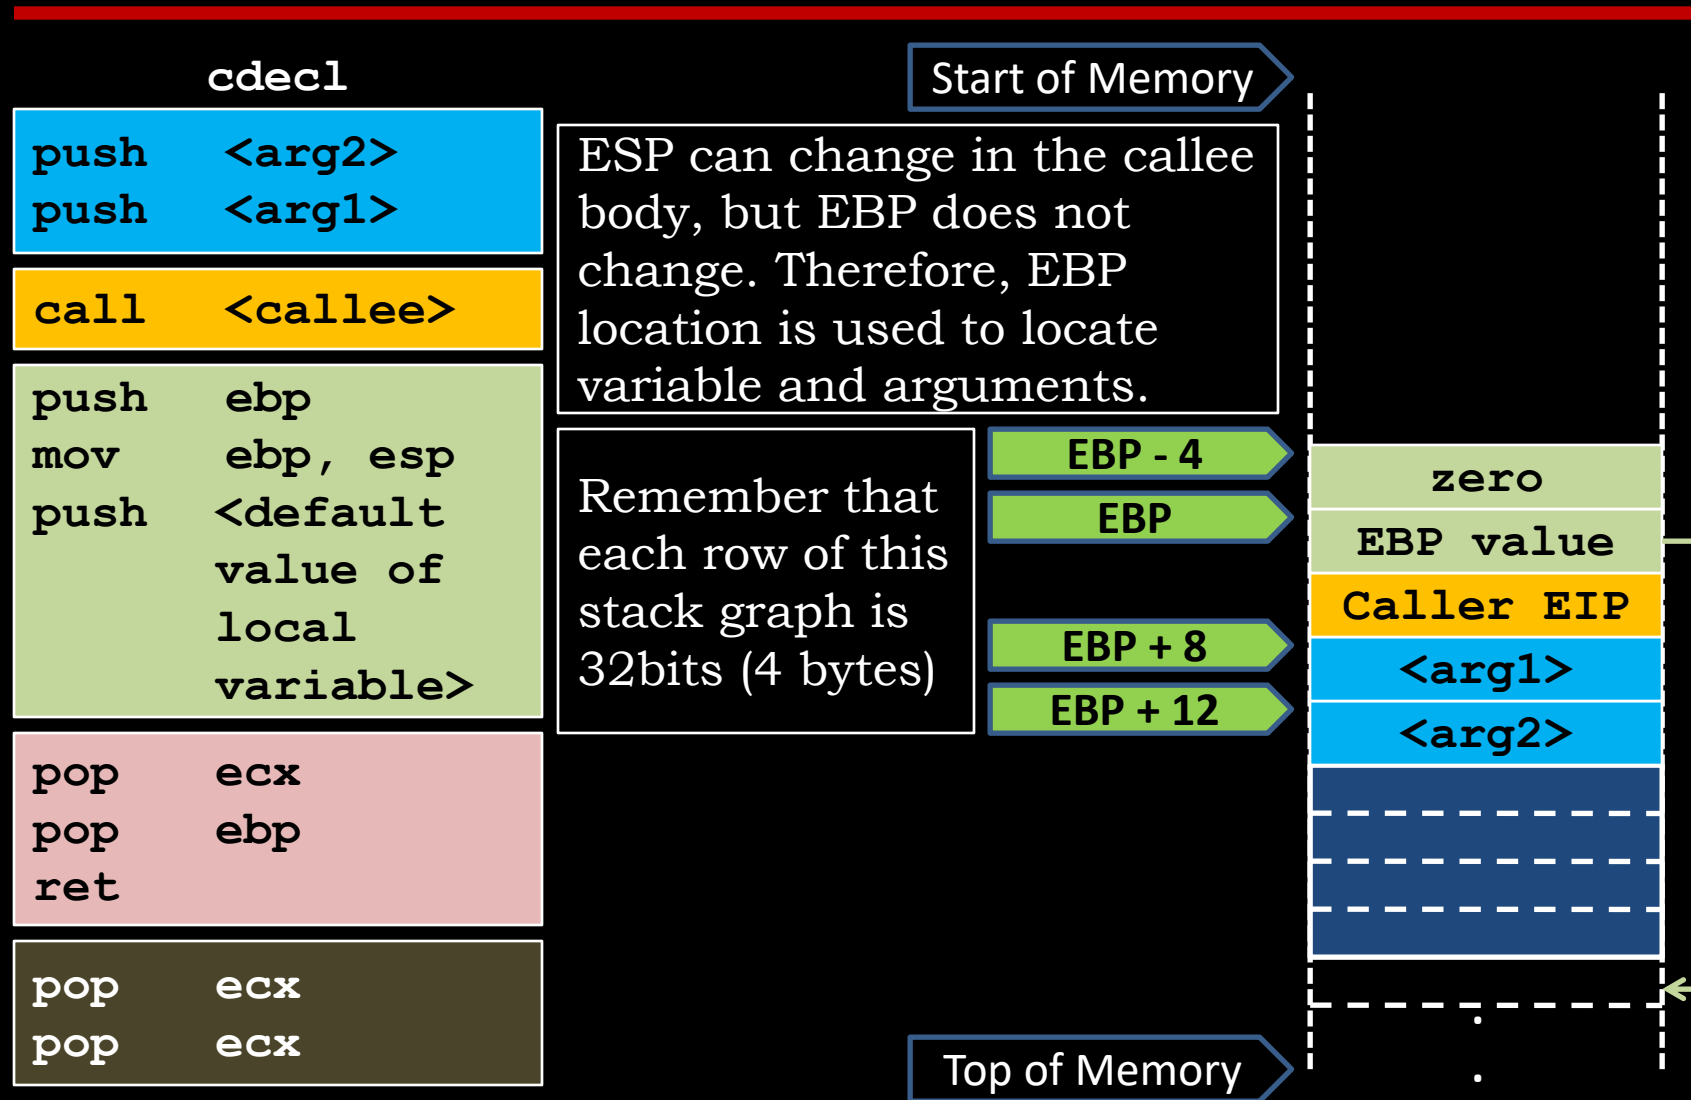 cdecl
push <arg2>
push <arg1>
call <callee>
push ebp
mov ebp, esp
push <default
value of
local
variable>
pop ecx
pop ebp
ret
pop ecx
pop ecx
Start of Memory
ESP can change in the callee
body, but EBP does not
change. Therefore, EBP
location is used to locate
variable and arguments.
Remember that
each row of this
stack graph is
32bits (4 bytes)
EBP - 4
EBP
EBP + 8
EBP + 12
zero
EBP value
Caller EIP
<arg1>
<arg2>
.
.
Top of Memory